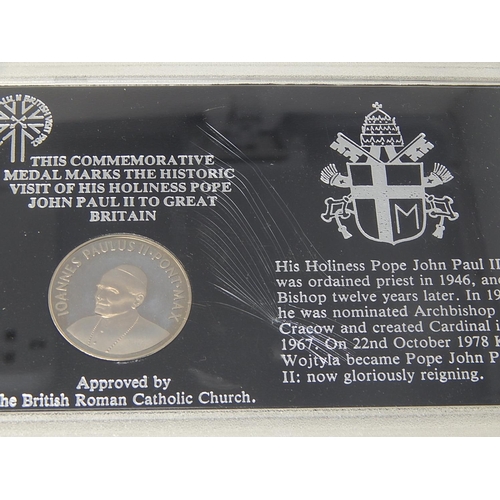 THIS COMMEMORATIVE
MEDAL MARKS THE HISTORIC
VISIT OF HIS HOLINESS POPE
JOHN PAUL II TO GREAT
BRITAIN
IOANNES PAULUS II · PONT · MAX
Approved by
he British Roman Catholic Church.
M
His Holiness Pope John Paul II
was ordained priest in 1946, and
Bishop twelve years later. In 19
he was nominated Archbishop
Cracow and created Cardinal i
1967. On 22nd October 1978 K
Wojtyla became Pope John P
II: now gloriously reigning.